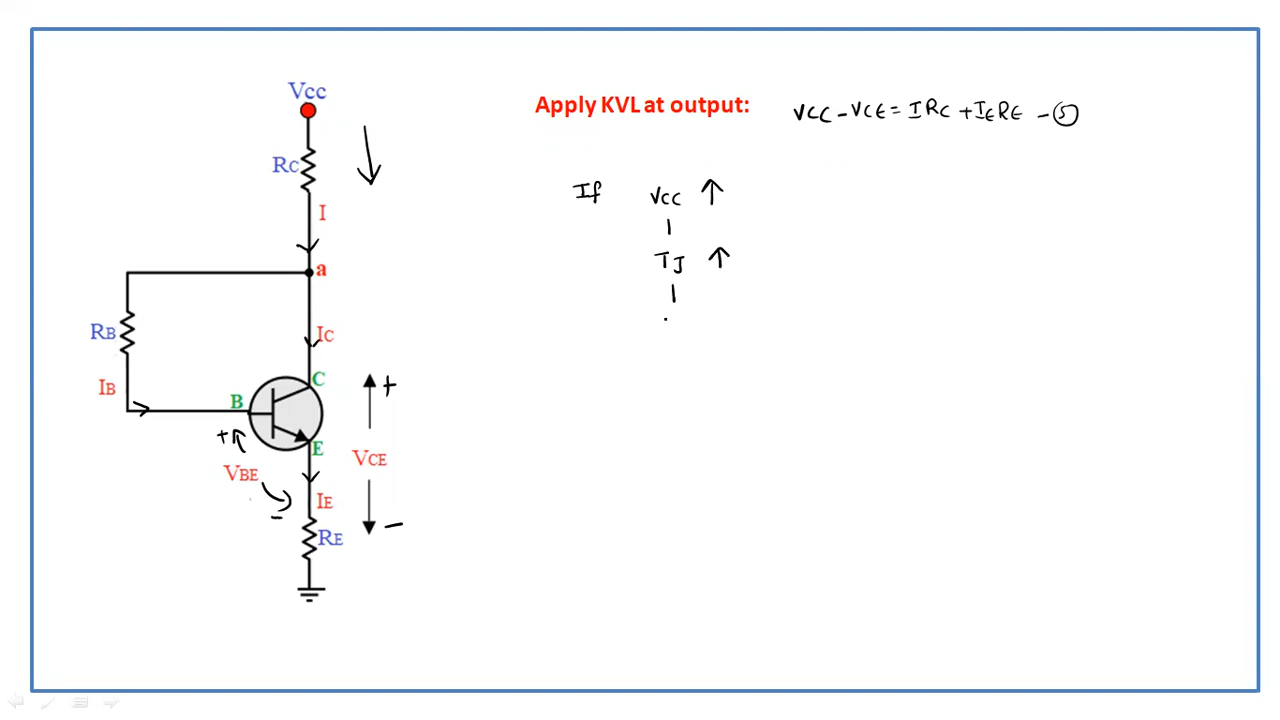 Vcc
Apply KVL at output: VCC - VCE = IRC + IERE - ⑤
RC
If VCC ↑
I
TJ ↑
a
RB
IC
IB
C
+
B
+
E
VCE
VBE
IE
-
-
RE